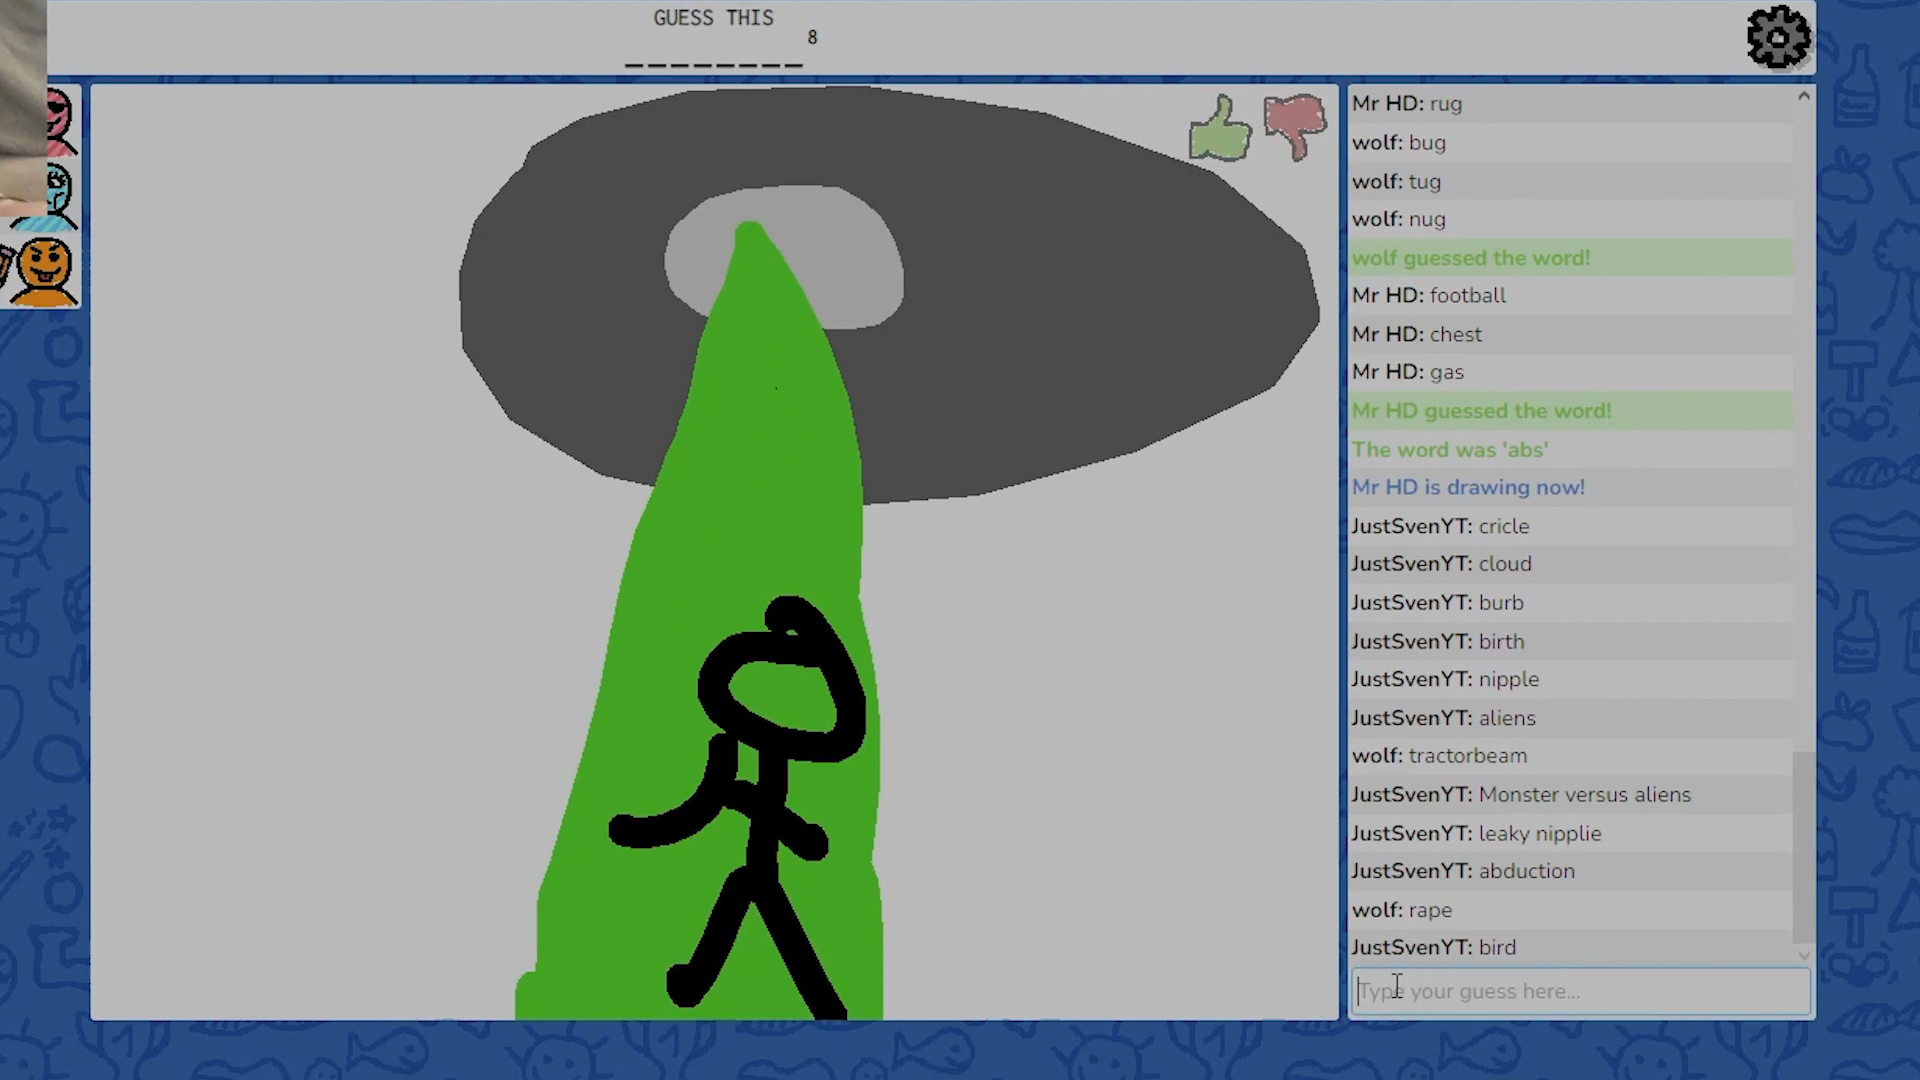 GUESS THIS
8
________
Mr HD: rug
wolf: bug
wolf: tug
wolf: nug
wolf guessed the word!
Mr HD: football
Mr HD: chest
Mr HD: gas
Mr HD guessed the word!
The word was 'abs'
Mr HD is drawing now!
JustSvenYT: cricle
JustSvenYT: cloud
JustSvenYT: burb
JustSvenYT: birth
JustSvenYT: nipple
JustSvenYT: aliens
wolf: tractorbeam
JustSvenYT: Monster versus aliens
JustSvenYT: leaky nipplie
JustSvenYT: abduction
wolf: rape
JustSvenYT: bird
Type your guess here...